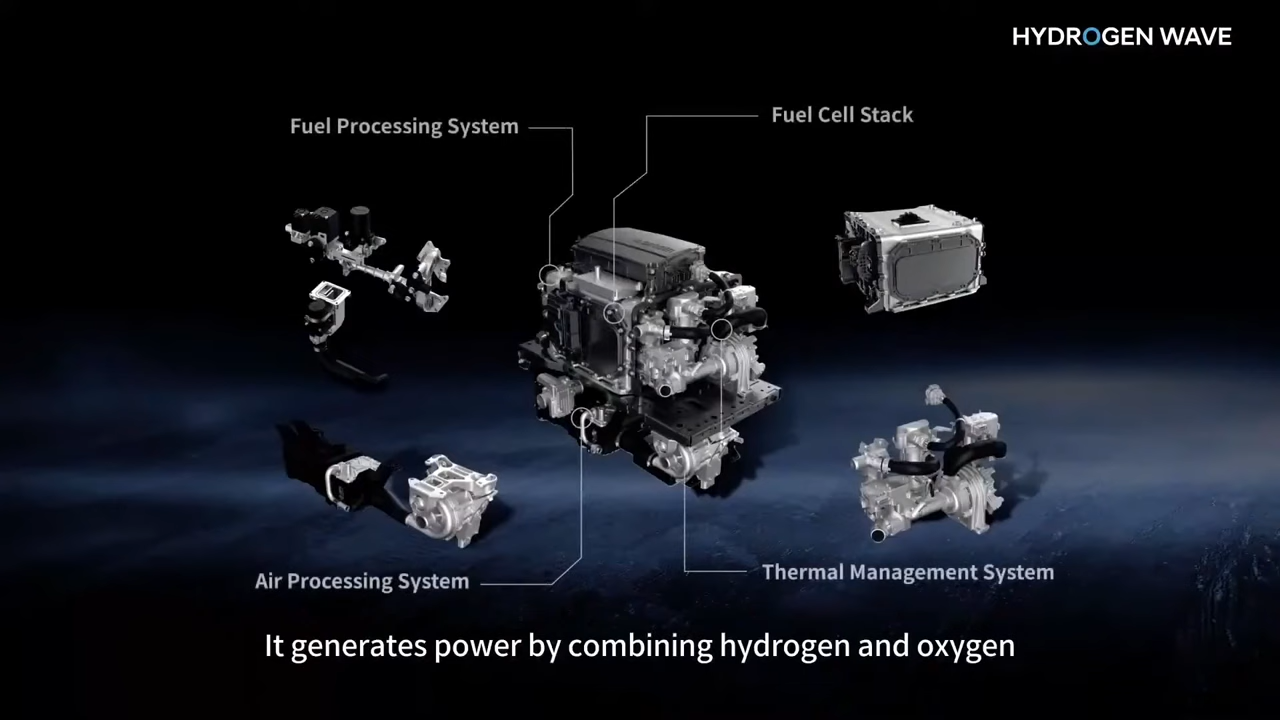 HYDROGEN WAVE
Fuel Processing System
Fuel Cell Stack
Air Processing System
Thermal Management System
It generates power by combining hydrogen and oxygen